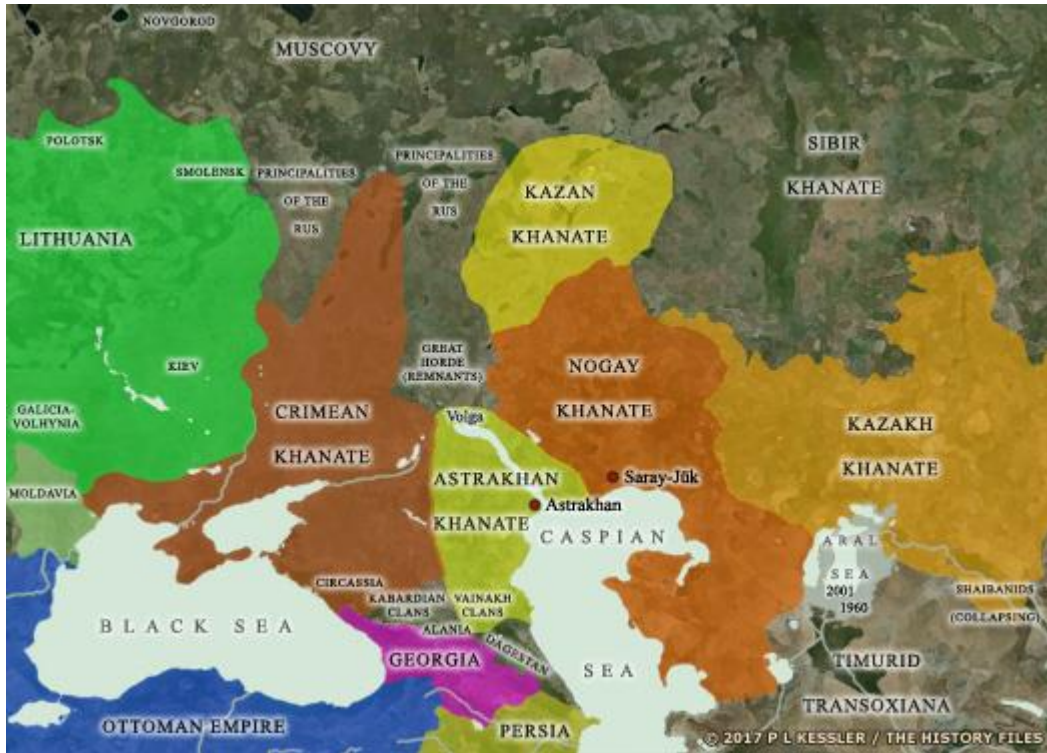 NOVGOROD
MUSCOVY
POLOTSK
SMOLENSK
PRINCIPALITIES
OF THE
RUS
PRINCIPALITIES
OF THE
RUS
KAZAN
KHANATE
SIBIR
KHANATE
LITHUANIA
KIEV
GREAT
HORDE
(REMNANTS)
NOGAY
KHANATE
GALICIA-
VOLHYNIA
CRIMEAN
KHANATE
Volga
KAZAKH
KHANATE
MOLDAVIA
ASTRAKHAN
KHANATE
Saray-Jük
Astrakhan
CASPIAN
SEA
ARAL
SEA
2001
1960
SHAIBANIDS
(COLLAPSING)
CIRCASSIA
KABARDIAN
CLANS
VAINAKH
CLANS
ALANIA
DAGESTAN
BLACK SEA
GEORGIA
TIMURID
TRANSOXIANA
OTTOMAN EMPIRE
PERSIA
© 2017 P L KESSLER / THE HISTORY FILES